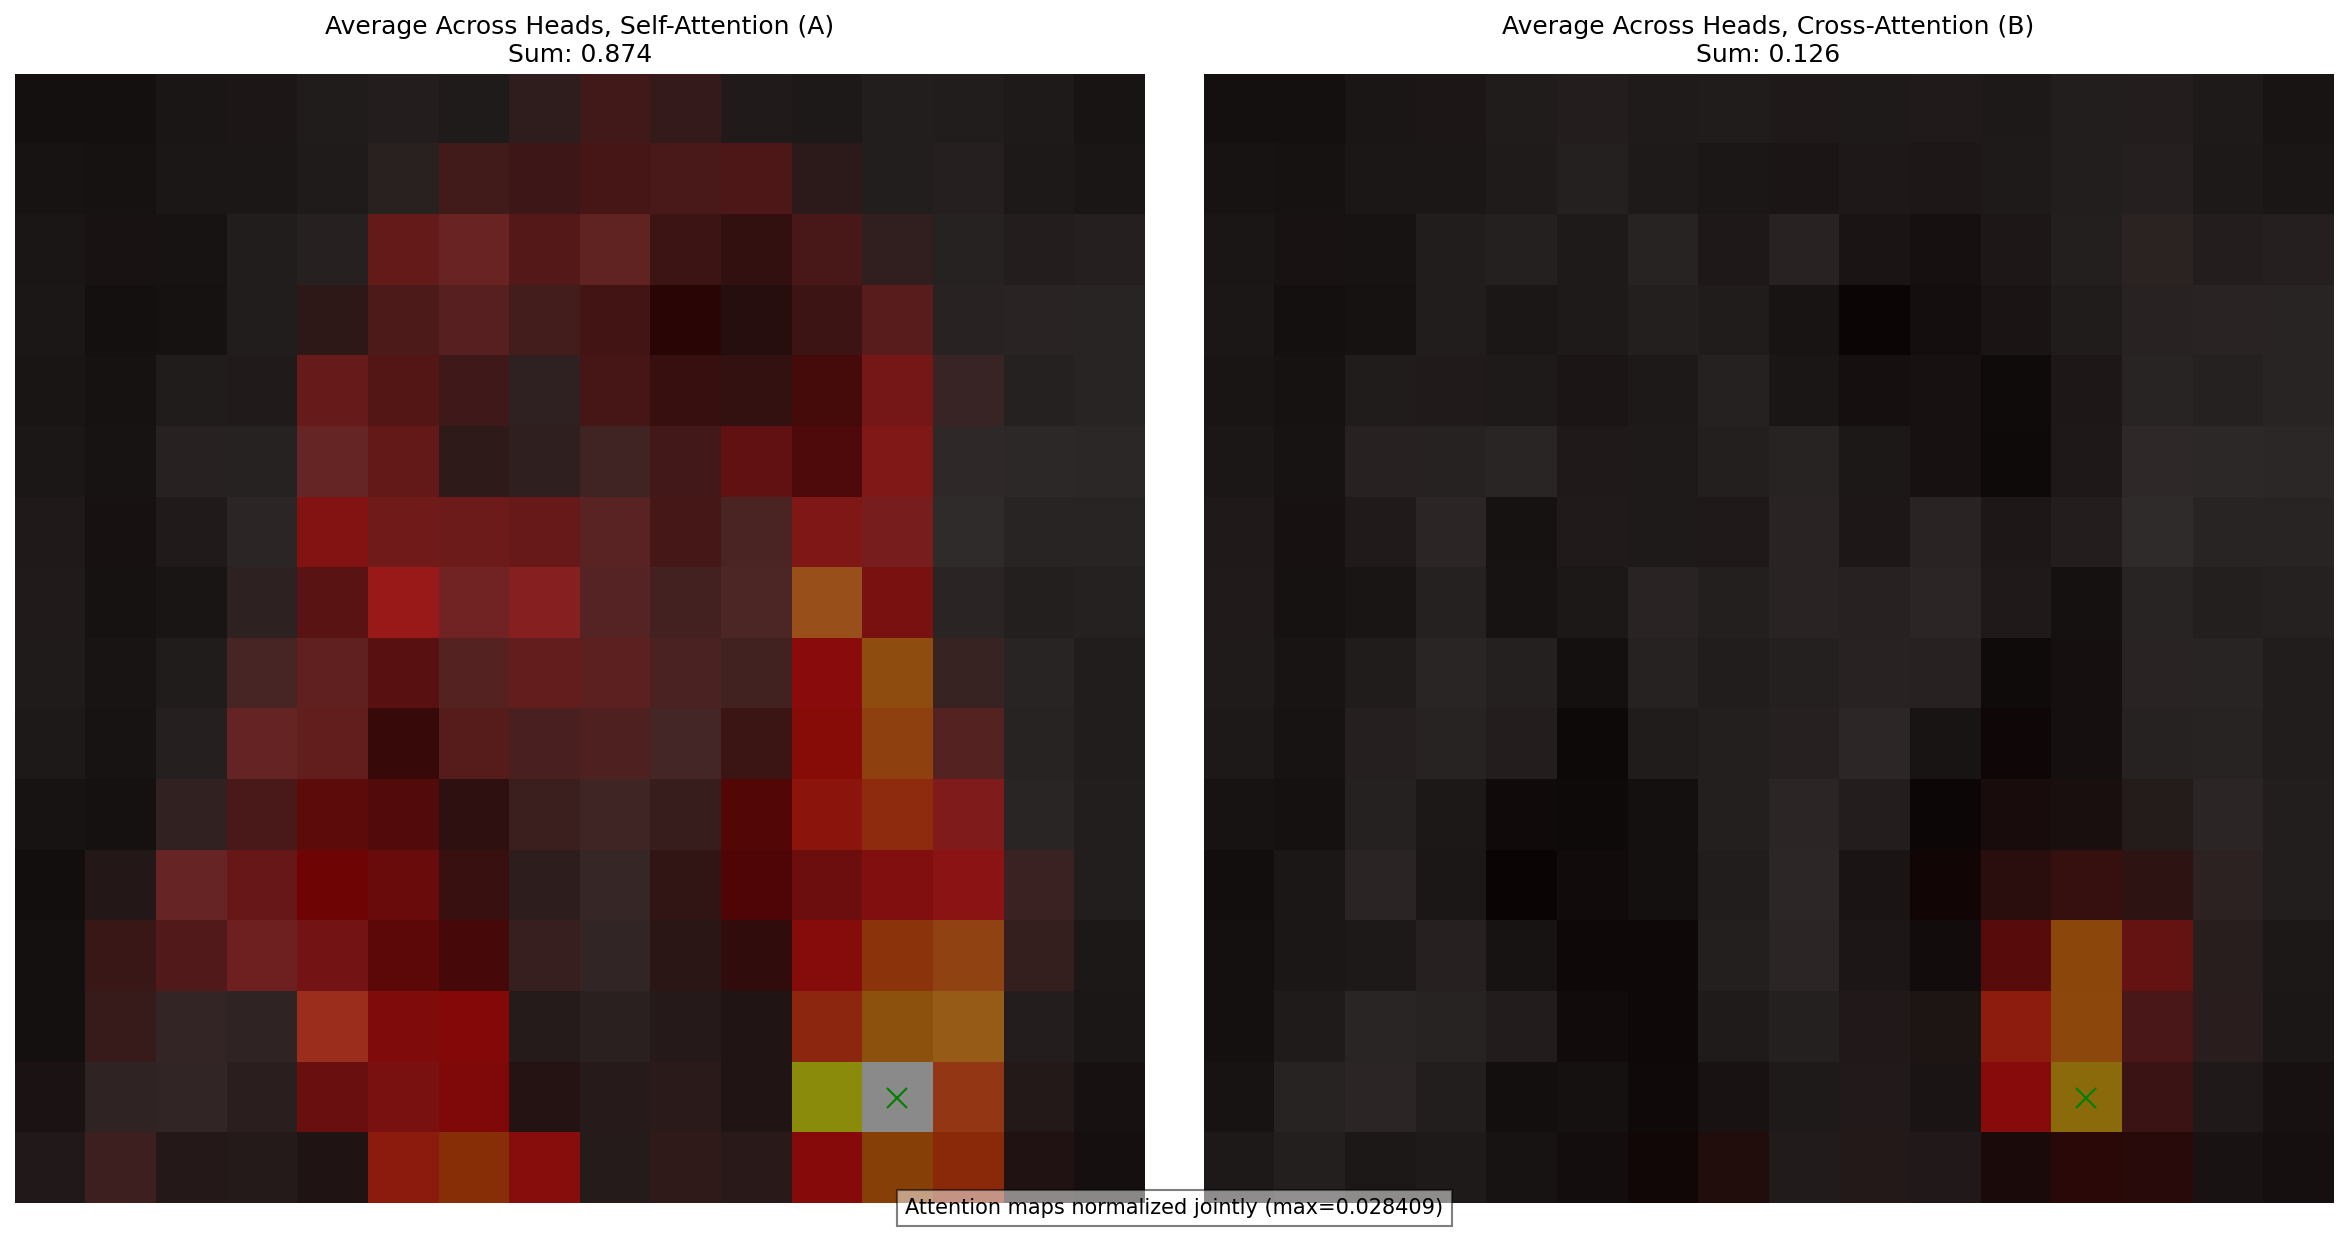 Average Across Heads, Self-Attention (A)
Sum: 0.874
Average Across Heads, Cross-Attention (B)
Sum: 0.126
Attention maps normalized jointly (max=0.028409)